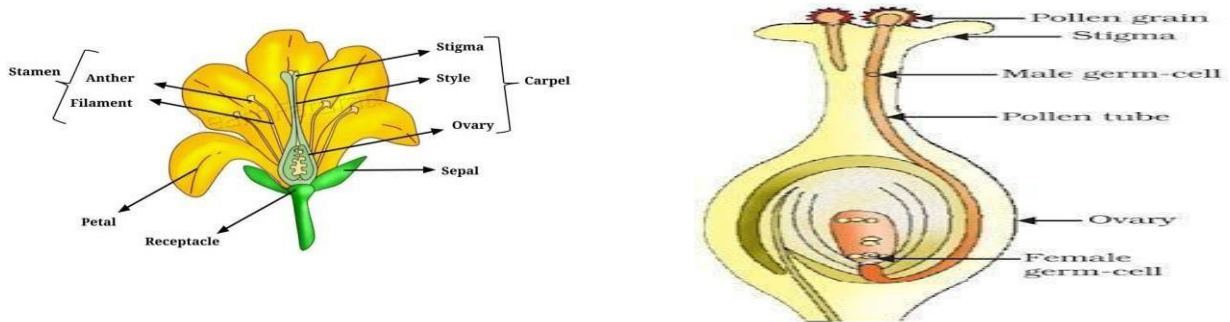 Stigma
Stamen
Anther
Style
Carpel
Filament
Ovary
Sepal
Petal
Receptacle
Pollen grain
Stigma
Male germ-cell
Pollen tube
Ovary
Female
germ-cell